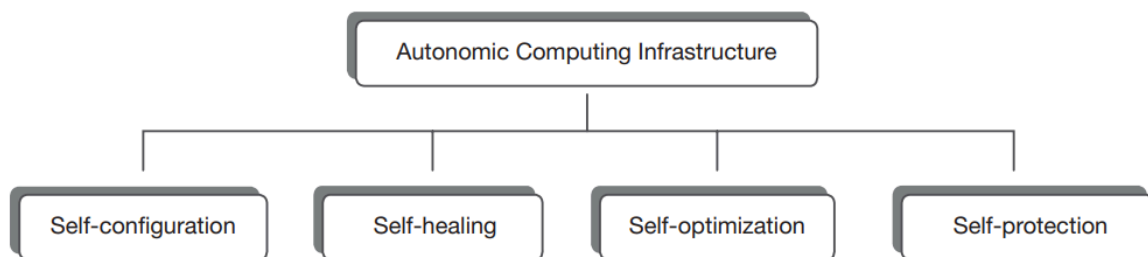 Autonomic Computing Infrastructure
Self-configuration
Self-healing
Self-optimization
Self-protection